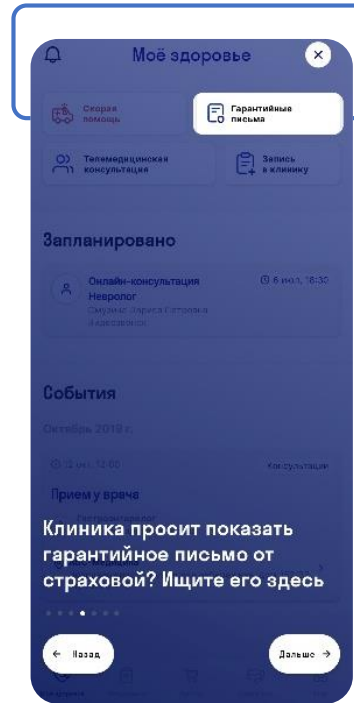 Моё здоровье
Скорая
помощь
Гарантийные
письма
Телемедицинская
консультация
Запись
в клинику
Запланировано
Онлайн-консультация
Невролог
6 июл, 18:30
События
Октябрь 2019 г.
Консультации
Прием у врача
Клиника просит показать
гарантийное письмо от
страховой? Ищите его здесь
← Назад
Дальше →